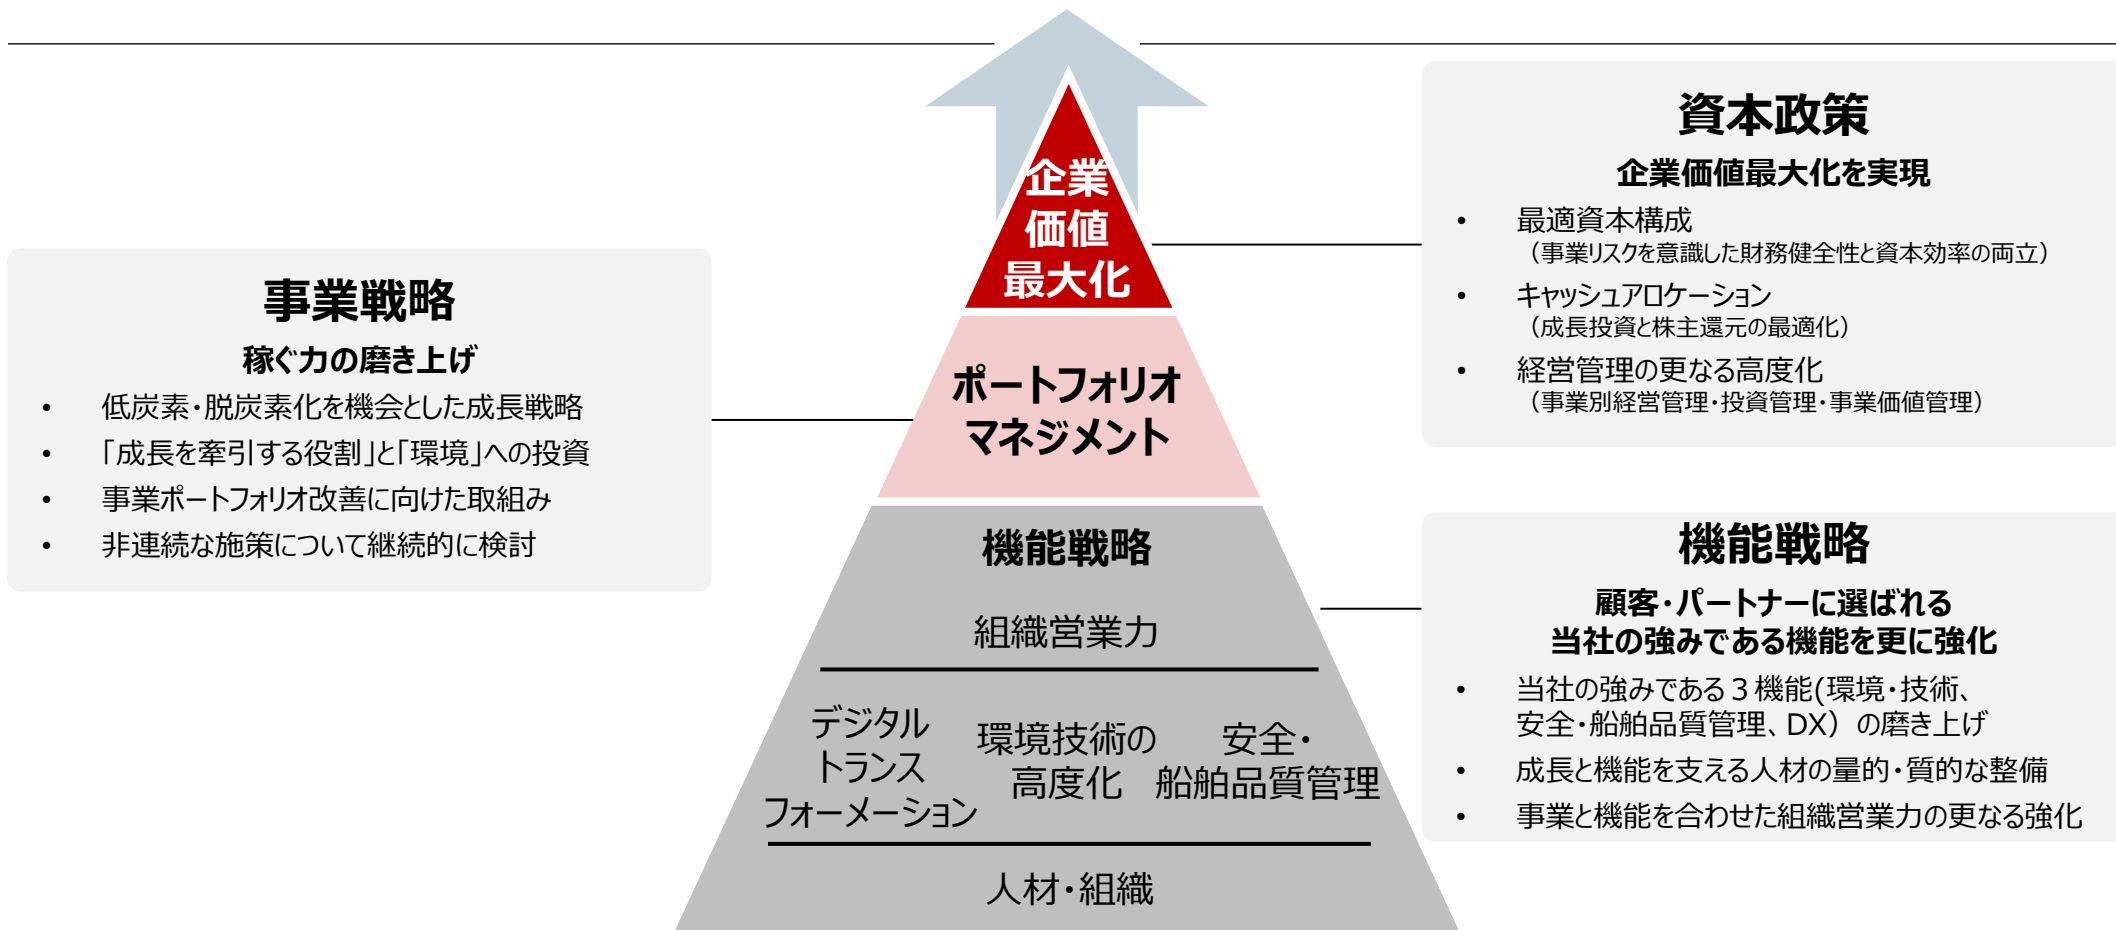 企業
価値
最大化
ポートフォリオ
マネジメント
機能戦略
組織営業力
デジタル
トランス
フォーメーション
環境技術の
高度化
安全・
船舶品質管理
人材・組織
事業戦略
稼ぐ力の磨き上げ
• 低炭素・脱炭素化を機会とした成長戦略
• 「成長を牽引する役割」と「環境」への投資
• 事業ポートフォリオ改善に向けた取組み
• 非連続な施策について継続的に検討
資本政策
企業価値最大化を実現
• 最適資本構成
（事業リスクを意識した財務健全性と資本効率の両立）
• キャッシュアロケーション
（成長投資と株主還元の最適化）
• 経営管理の更なる高度化
（事業別経営管理・投資管理・事業価値管理）
機能戦略
顧客・パートナーに選ばれる
当社の強みである機能を更に強化
• 当社の強みである３機能(環境・技術、
安全・船舶品質管理、DX）の磨き上げ
• 成長と機能を支える人材の量的・質的な整備
• 事業と機能を合わせた組織営業力の更なる強化